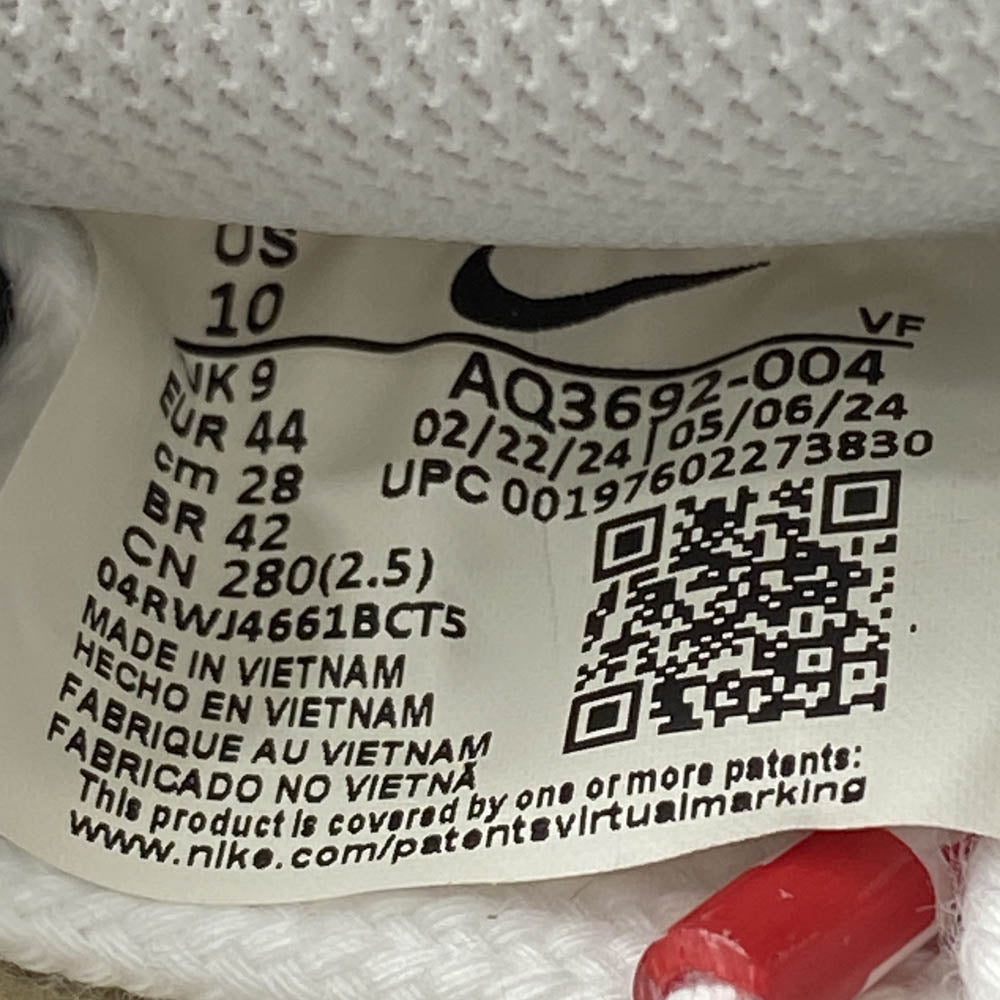 US
10
VF
UK 9
EUR 44
cm 28
BR 42
CN 280(2.5)
AQ3692-004
02/22/24 | 05/06/24
UPC 00197602273830
04RWJ4661BCT5
MADE IN VIETNAM
HECHO EN VIETNAM
FABRIQUE AU VIETNAM
FABRICADO NO VIETNÃ
This product is covered by one or more patents:
www.nike.com/patentsvirtualmarking